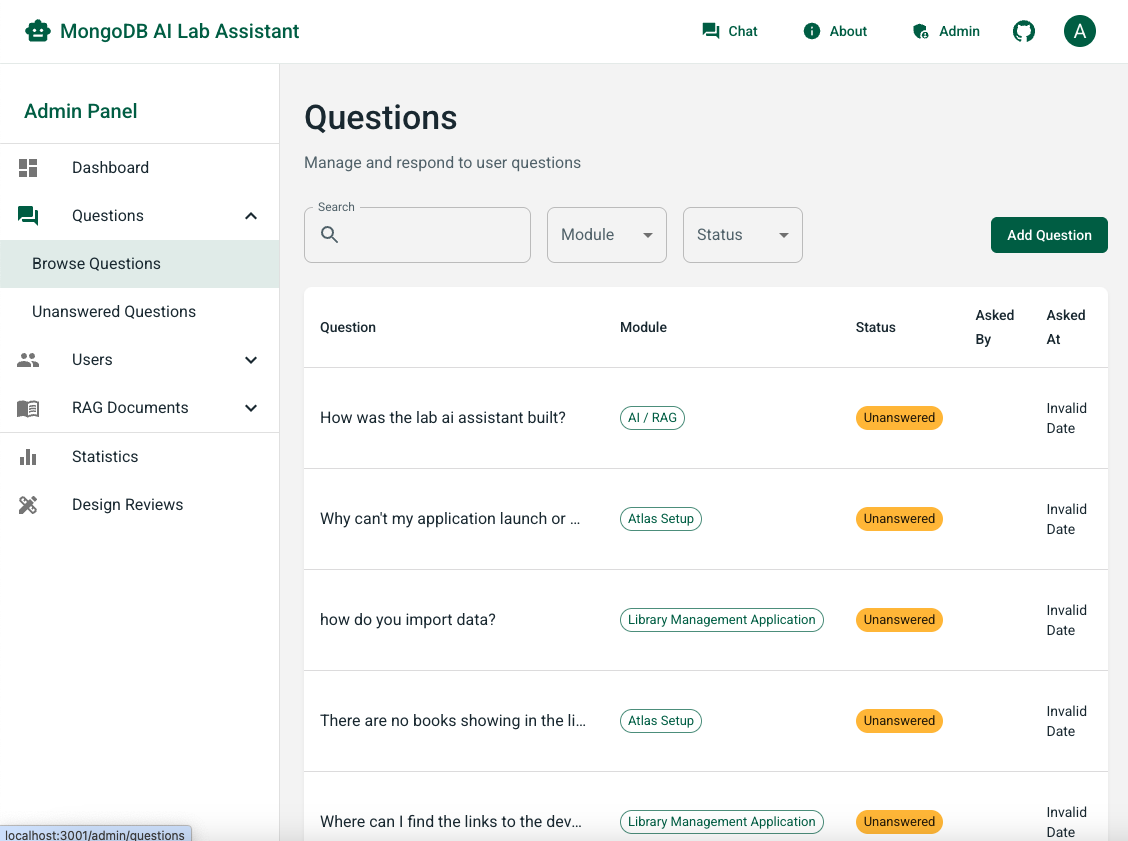 MongoDB AI Lab Assistant
Chat
About
Admin
A
Admin Panel
Dashboard
Questions
Browse Questions
Unanswered Questions
Users
RAG Documents
Statistics
Design Reviews
Questions
Manage and respond to user questions
Search
Module
Status
Add Question
Question
Module
Status
Asked
By
Asked
At
How was the lab ai assistant built?
AI / RAG
Unanswered
Invalid
Date
Why can't my application launch or ...
Atlas Setup
Unanswered
Invalid
Date
how do you import data?
Library Management Application
Unanswered
Invalid
Date
There are no books showing in the li...
Atlas Setup
Unanswered
Invalid
Date
Where can I find the links to the dev...
Library Management Application
Unanswered
Invalid
Date
localhost:3001/admin/questions